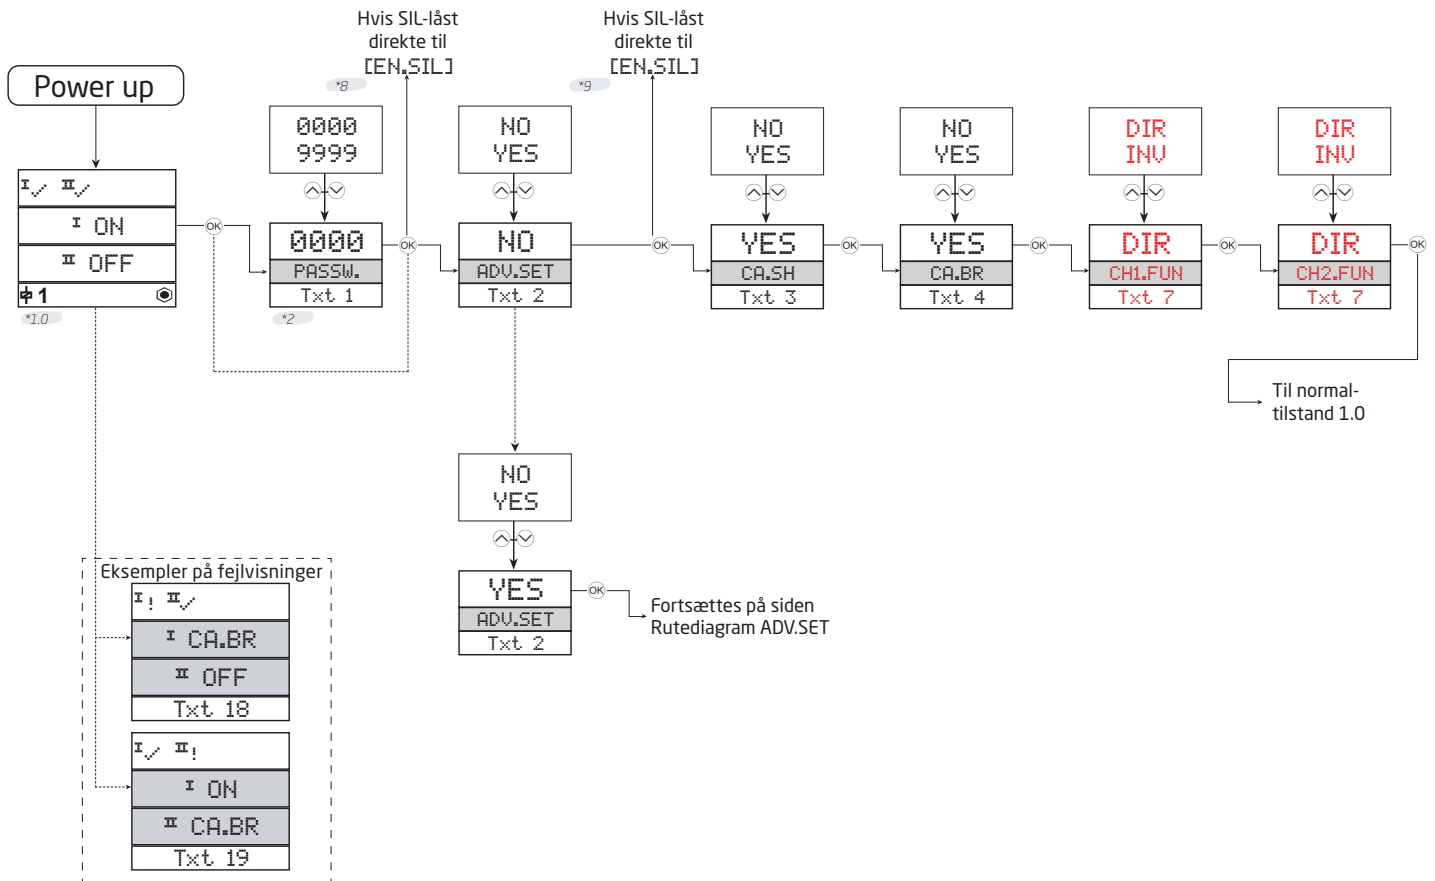 Hvis SIL-låst
direkte til
[EN.SIL]
Hvis SIL-låst
direkte til
[EN.SIL]
*8
*9
Power up
0000
9999
NO
YES
NO
YES
NO
YES
DIR
INV
DIR
INV
I✓ II✓
I ON
II OFF
1
*1.0
OK
0000
PASSW.
Txt 1
*2
OK
NO
ADV.SET
Txt 2
OK
YES
CA.SH
Txt 3
OK
YES
CA.BR
Txt 4
OK
DIR
CH1.FUN
Txt 7
OK
DIR
CH2.FUN
Txt 7
OK
Til normal-
tilstand 1.0
NO
YES
YES
ADV.SET
Txt 2
OK
Fortsættes på siden
Rutediagram ADV.SET
Eksempler på fejlvisninger
I! II✓
I CA.BR
II OFF
Txt 18
I✓ II!
I ON
II CA.BR
Txt 19